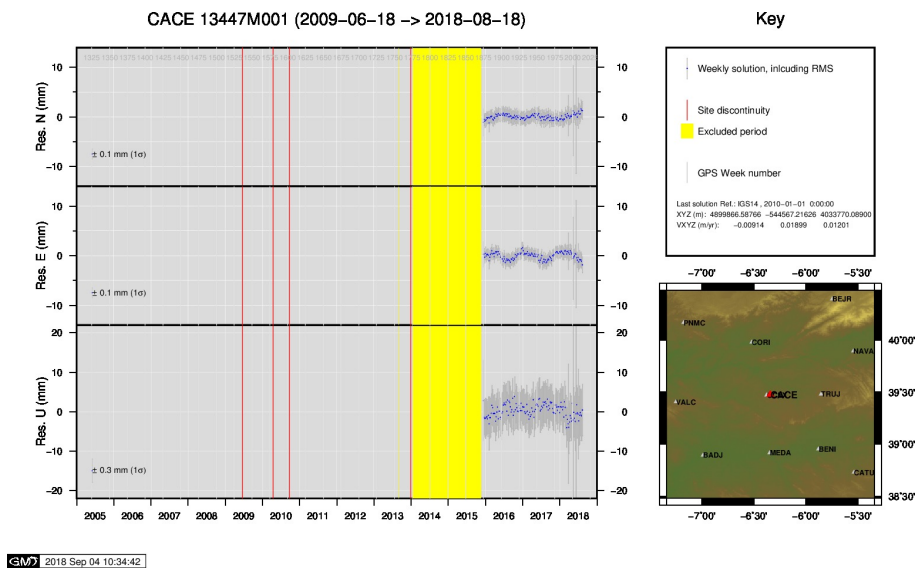 CACE 13447M001 (2009−06−18 −> 2018−08−18)
Key
Res. N (mm)
10
0
−10
± 0.1 mm (1σ)
10
0
−10
Res. E (mm)
10
0
−10
± 0.1 mm (1σ)
10
0
−10
Res. U (mm)
20
10
0
−10
−20
± 0.3 mm (1σ)
20
10
0
−10
−20
2005 2006 2007 2008 2009 2010 2011 2012 2013 2014 2015 2016 2017 2018
Weekly solution, inlcuding RMS
Site discontinuity
Excluded period
GPS Week number
Last solution Ref.: IGS14 , 2010−01−01 0:00:00
XYZ (m): 4899866.58766 −544567.21626 4033770.08900
VXYZ (m/yr): −0.00914 0.01899 0.01201
−7˚00' −6˚30' −6˚00' −5˚30'
BEJR
PNMC
CORI
40˚00'
NAVA
39˚30'
CACE
TRUJ
VALC
39˚00'
BADJ
MEDA
BENI
CATU
38˚30'
−7˚00' −6˚30' −6˚00' −5˚30'
GMT 2018 Sep 04 10:34:42